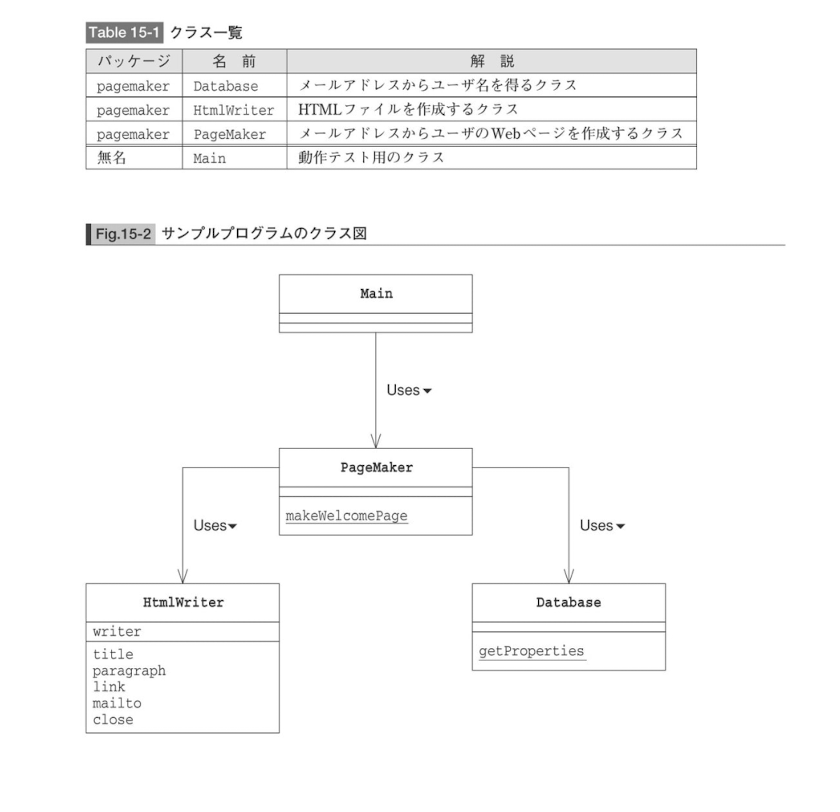 Table 15-1 クラス一覧
パッケージ 名 前 解 説
pagemaker Database メールアドレスからユーザ名を得るクラス
pagemaker HtmlWriter HTMLファイルを作成するクラス
pagemaker PageMaker メールアドレスからユーザのWebページを作成するクラス
無名 Main 動作テスト用のクラス
Fig.15-2 サンプルプログラムのクラス図
Main
Uses
PageMaker
makeWelcomePage
Uses
Uses
HtmlWriter
writer
title
paragraph
link
mailto
close
Database
getProperties